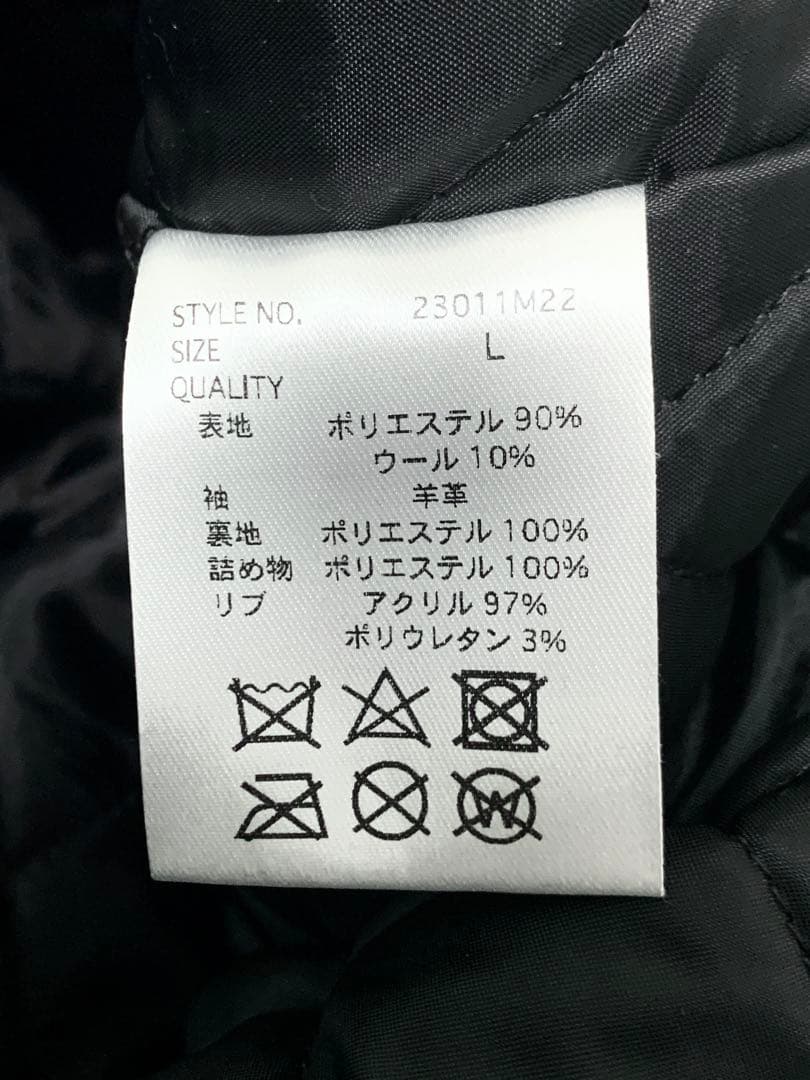 STYLE NO. 23011M22
SIZE L
QUALITY
表地 ポリエステル 90%
ウール 10%
袖 羊革
裏地 ポリエステル 100%
詰め物 ポリエステル 100%
リブ アクリル 97%
ポリウレタン 3%
W